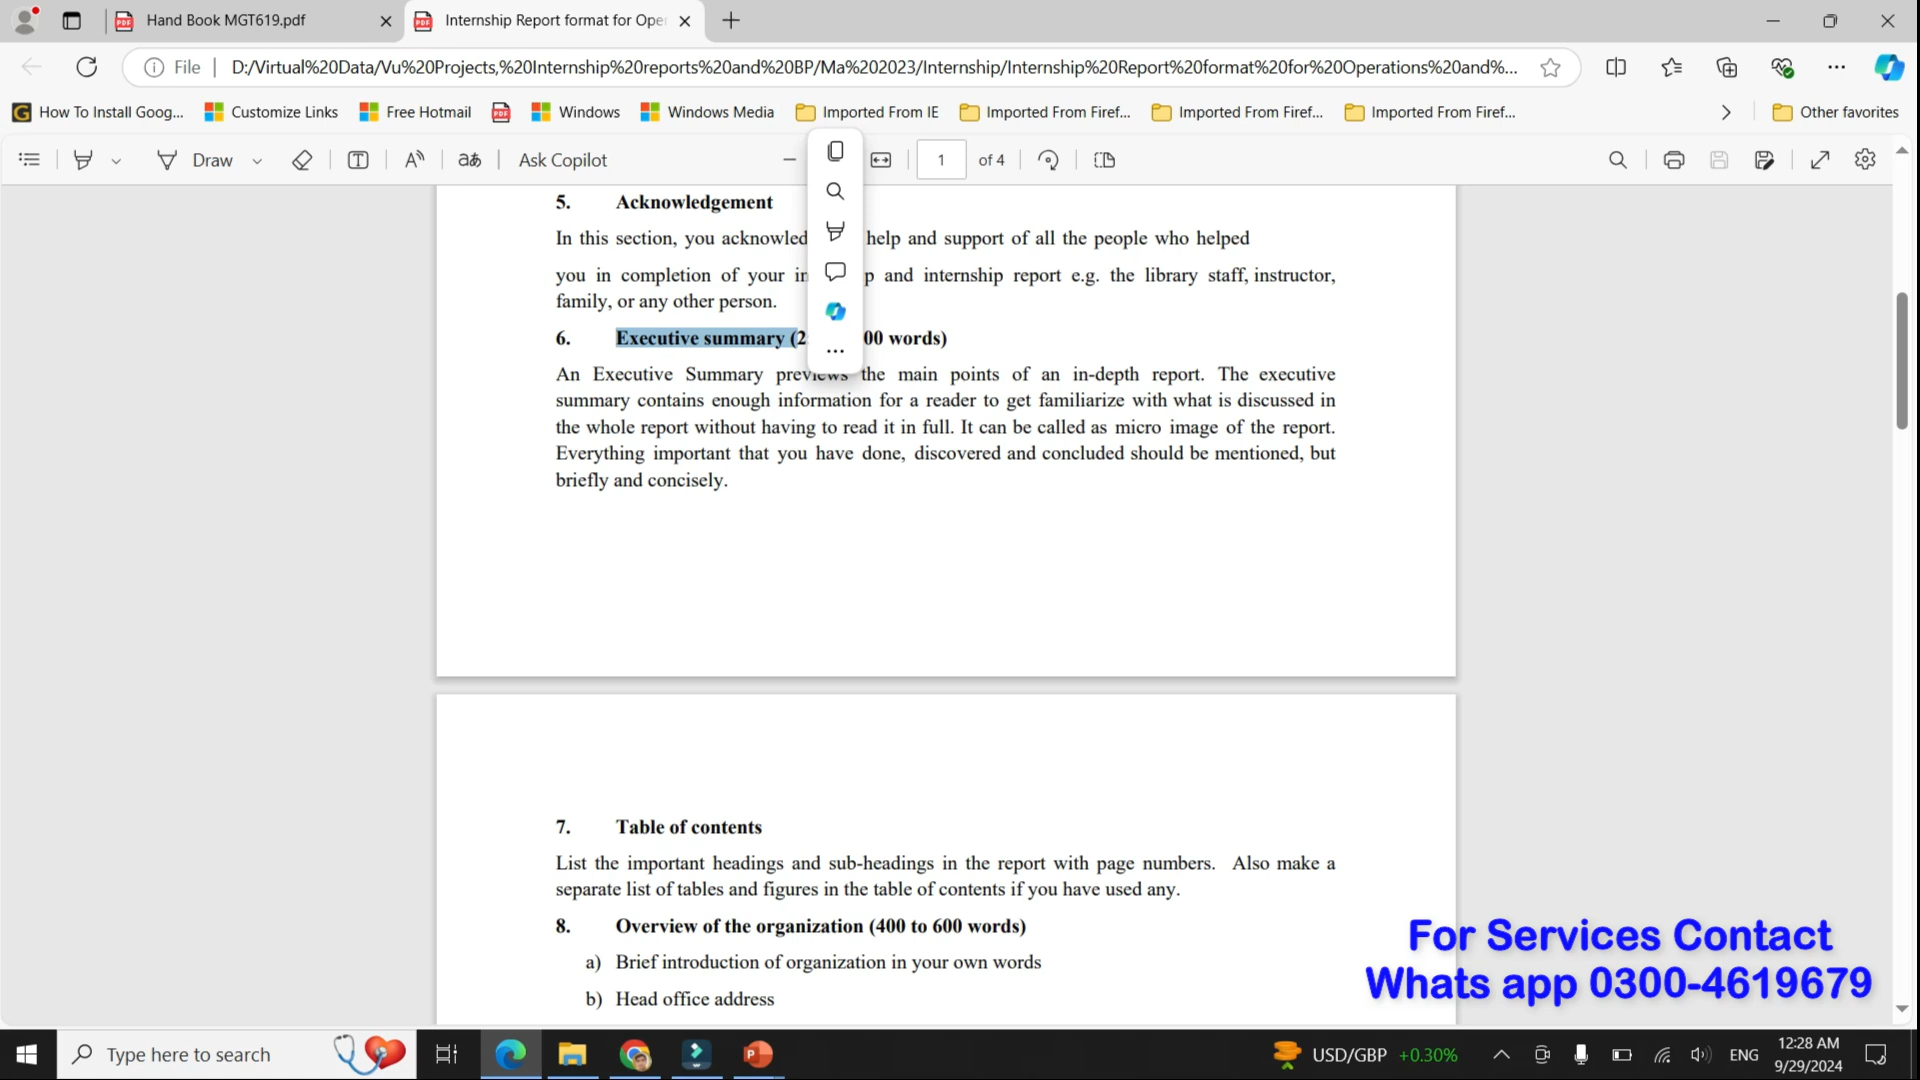 Hand Book MGT619.pdf
Internship Report format for Oper
File
D:/Virtual%20Data/Vu%20Projects,%20Internship%20reports%20and%20BP/Ma%202023/Internship/Internship%20Report%20format%20for%20Operations%20and%...
How To Install Goog... Customize Links Free Hotmail Windows Windows Media Imported From IE Imported From Firef... Imported From Firef... Imported From Firef... Other favorites
Draw Ask Copilot 1 of 4
5. Acknowledgement
In this section, you acknowled help and support of all the people who helped
you in completion of your in p and internship report e.g. the library staff, instructor,
family, or any other person.
6. Executive summary (2 00 words)
An Executive Summary previews the main points of an in-depth report. The executive
summary contains enough information for a reader to get familiarize with what is discussed in
the whole report without having to read it in full. It can be called as micro image of the report.
Everything important that you have done, discovered and concluded should be mentioned, but
briefly and concisely.
7. Table of contents
List the important headings and sub-headings in the report with page numbers. Also make a
separate list of tables and figures in the table of contents if you have used any.
8. Overview of the organization (400 to 600 words)
a) Brief introduction of organization in your own words
b) Head office address
For Services Contact
Whats app 0300-4619679
Type here to search
USD/GBP +0.30%
ENG
12:28 AM
9/29/2024